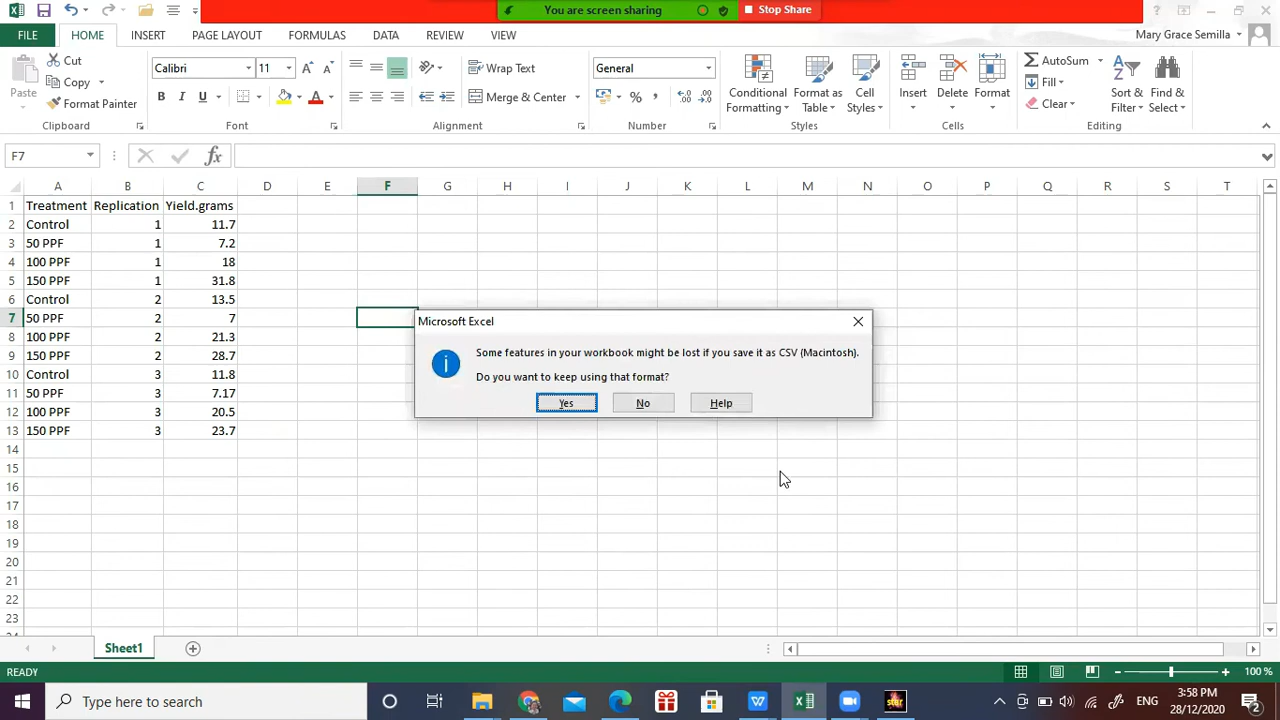 You are screen sharing
Stop Share
FILE HOME INSERT PAGE LAYOUT FORMULAS DATA REVIEW VIEW Mary Grace Semilla
Paste
Cut
Copy
Format Painter
Clipboard
Calibri 11
B I U
Font
Wrap Text
Merge & Center
Alignment
General
Number
Conditional Formatting
Format as Table
Cell Styles
Styles
Insert
Delete
Format
Cells
AutoSum
Fill
Clear
Sort & Filter
Find & Select
Editing
F7 fx
A B C D E F G H I J K L M N O P Q R S T
1 Treatment Replication Yield.grams
2 Control 1 11.7
3 50 PPF 1 7.2
4 100 PPF 1 18
5 150 PPF 1 31.8
6 Control 2 13.5
7 50 PPF 2 7
8 100 PPF 2 21.3
9 150 PPF 2 28.7
10 Control 3 11.8
11 50 PPF 3 7.17
12 100 PPF 3 20.5
13 150 PPF 3 23.7
14
15
16
17
18
19
20
21
22
23
Microsoft Excel
Some features in your workbook might be lost if you save it as CSV (Macintosh).
Do you want to keep using that format?
Yes No Help
Sheet1
READY 100 %
Type here to search
ENG
3:58 PM
28/12/2020
2